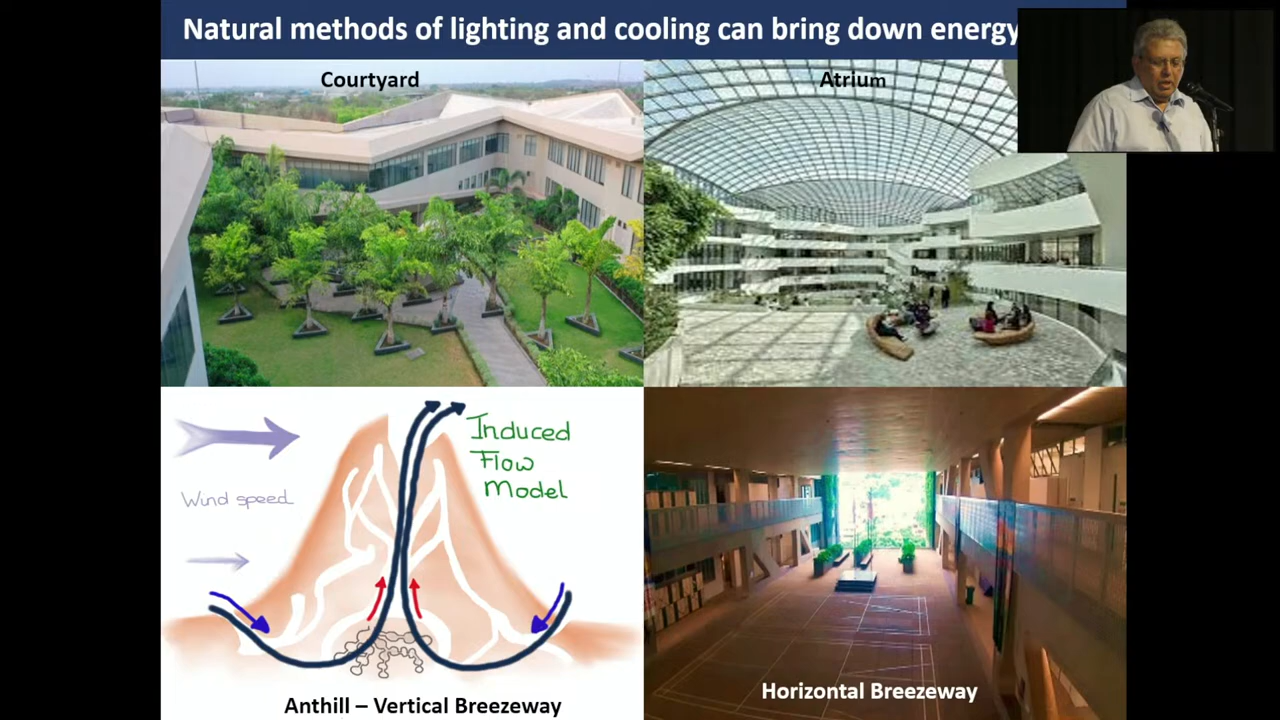 Natural methods of lighting and cooling can bring down energy
Courtyard
Atrium
Induced
Flow
Model
Wind speed
Anthill – Vertical Breezeway
Horizontal Breezeway